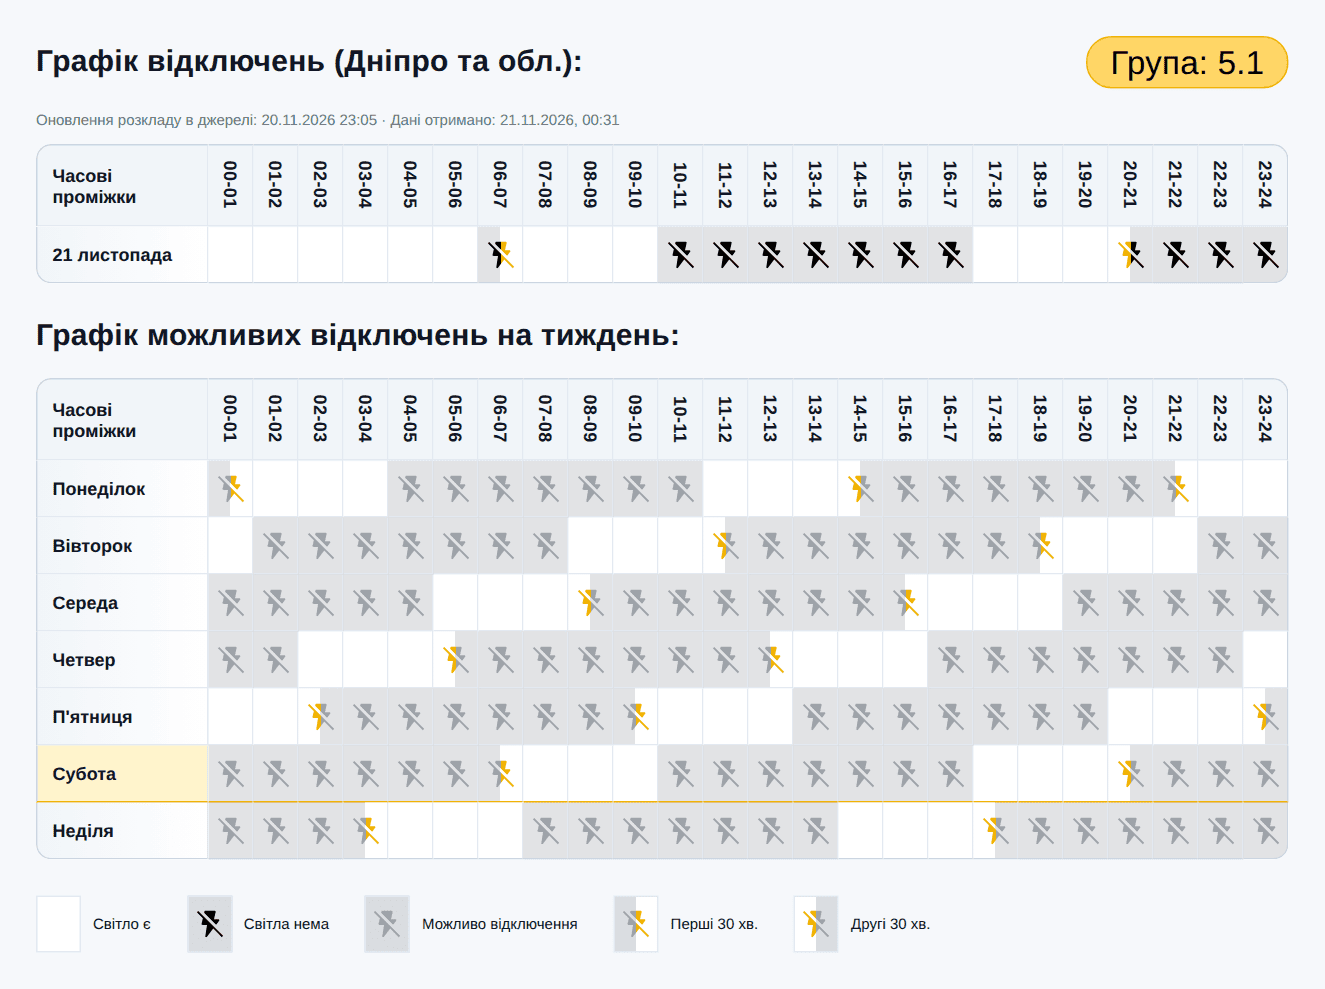 Графік відключень (Дніпро та обл.):
Група: 5.1
Оновлення розкладу в джерелі: 20.11.2026 23:05 · Дані отримано: 21.11.2026, 00:31
Часові
проміжки
00-01 01-02 02-03 03-04 04-05 05-06 06-07 07-08 08-09 09-10 10-11 11-12 12-13 13-14 14-15 15-16 16-17 17-18 18-19 19-20 20-21 21-22 22-23 23-24
21 листопада
Графік можливих відключень на тиждень:
Часові
проміжки
00-01 01-02 02-03 03-04 04-05 05-06 06-07 07-08 08-09 09-10 10-11 11-12 12-13 13-14 14-15 15-16 16-17 17-18 18-19 19-20 20-21 21-22 22-23 23-24
Понеділок
Вівторок
Середа
Четвер
П'ятниця
Субота
Неділя
Світло є
Світла нема
Можливо відключення
Перші 30 хв.
Другі 30 хв.